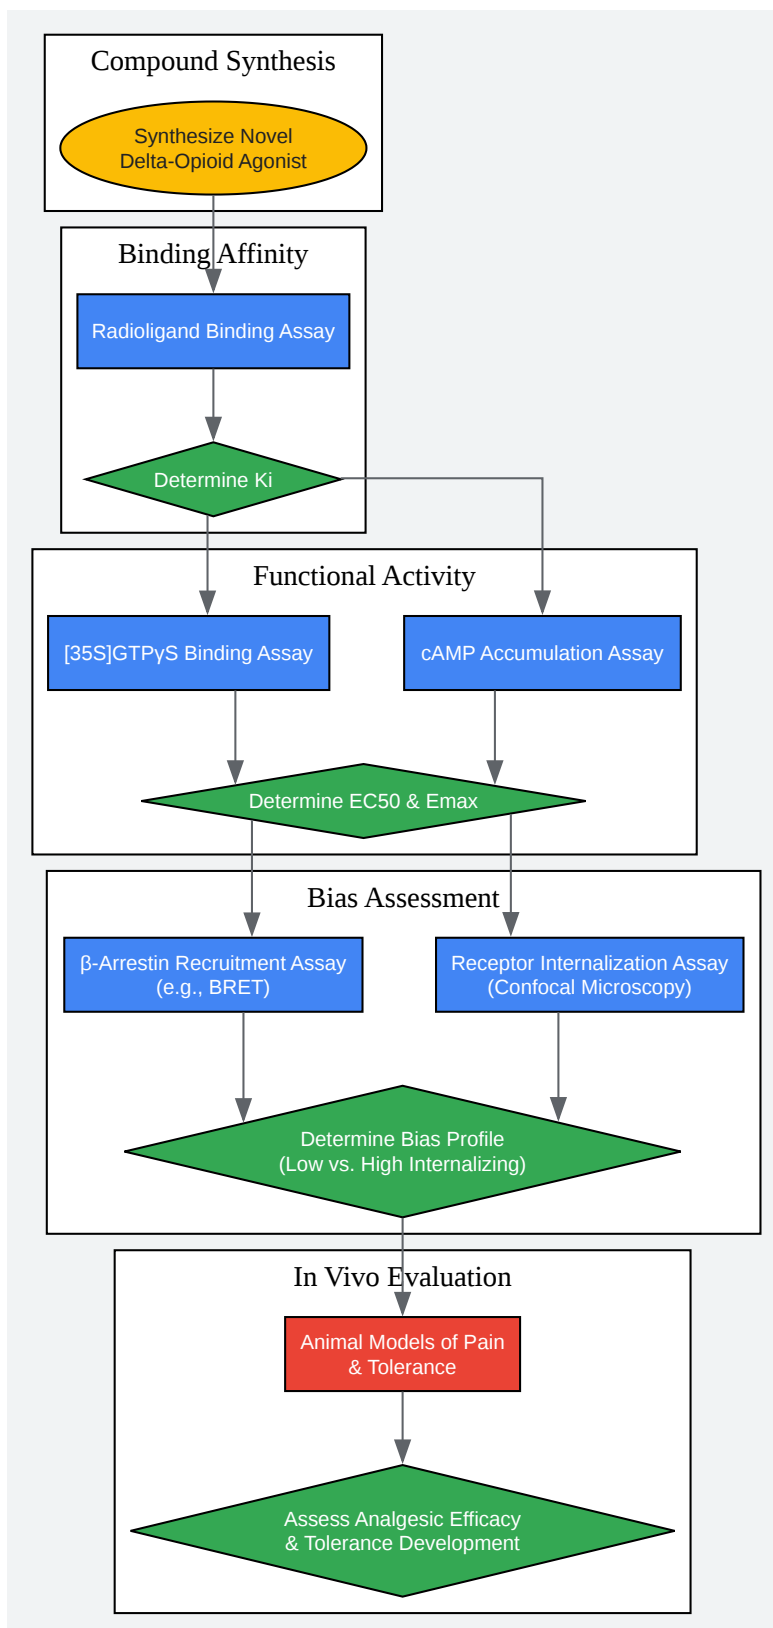 Compound Synthesis
Synthesize Novel
Delta-Opioid Agonist
Binding Affinity
Radioligand Binding Assay
Determine Ki
Functional Activity
[35S]GTPγS Binding Assay
cAMP Accumulation Assay
Determine EC50 & Emax
Bias Assessment
β-Arrestin Recruitment Assay
(e.g., BRET)
Receptor Internalization Assay
(Confocal Microscopy)
Determine Bias Profile
(Low vs. High Internalizing)
In Vivo Evaluation
Animal Models of Pain
& Tolerance
Assess Analgesic Efficacy
& Tolerance Development